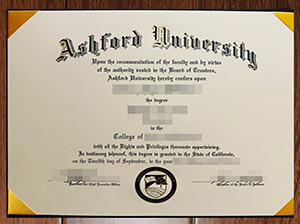 Ashford University
Upon the recommendation of the faculty and by virtue
of the authority vested in the Board of Trustees,
Ashford University hereby confers upon
the degree
in
College of
with all the Rights and Privileges thereunto appertaining.
In testimony whereof, this degree is granted in the State of California,
on the Twelfth day of September, in the year